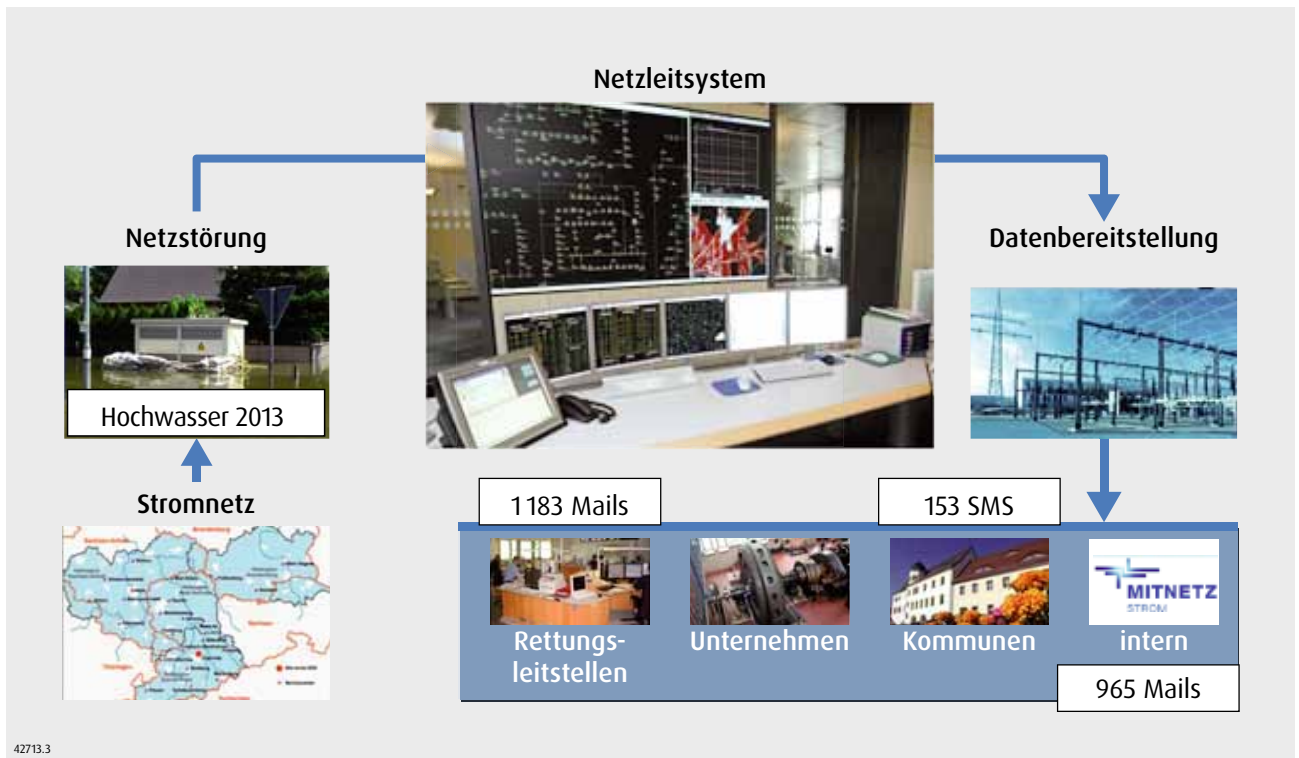 Netzleitsystem
Netzstörung
Datenbereitstellung
Hochwasser 2013
Stromnetz
1183 Mails
153 SMS
MITNETZ
STROM
Rettungs-
leitstellen
Unternehmen
Kommunen
intern
965 Mails
42713.3